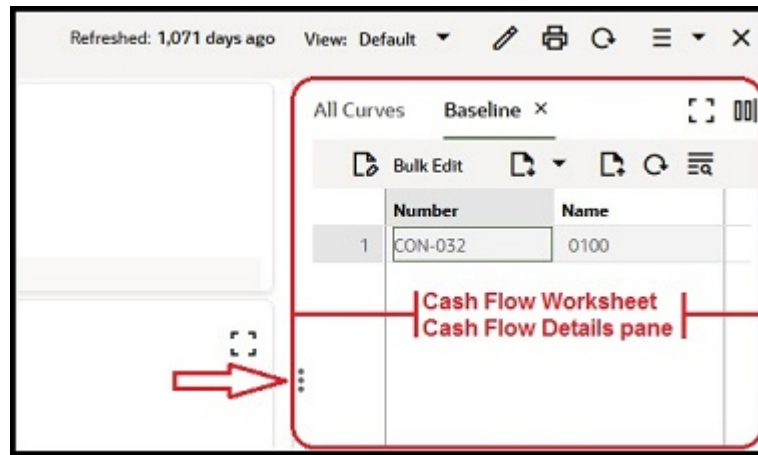 Refreshed: 1,071 days ago View: Default
All Curves Baseline ×
Bulk Edit
Number Name
1 CON-032 0100
Cash Flow Worksheet
Cash Flow Details pane